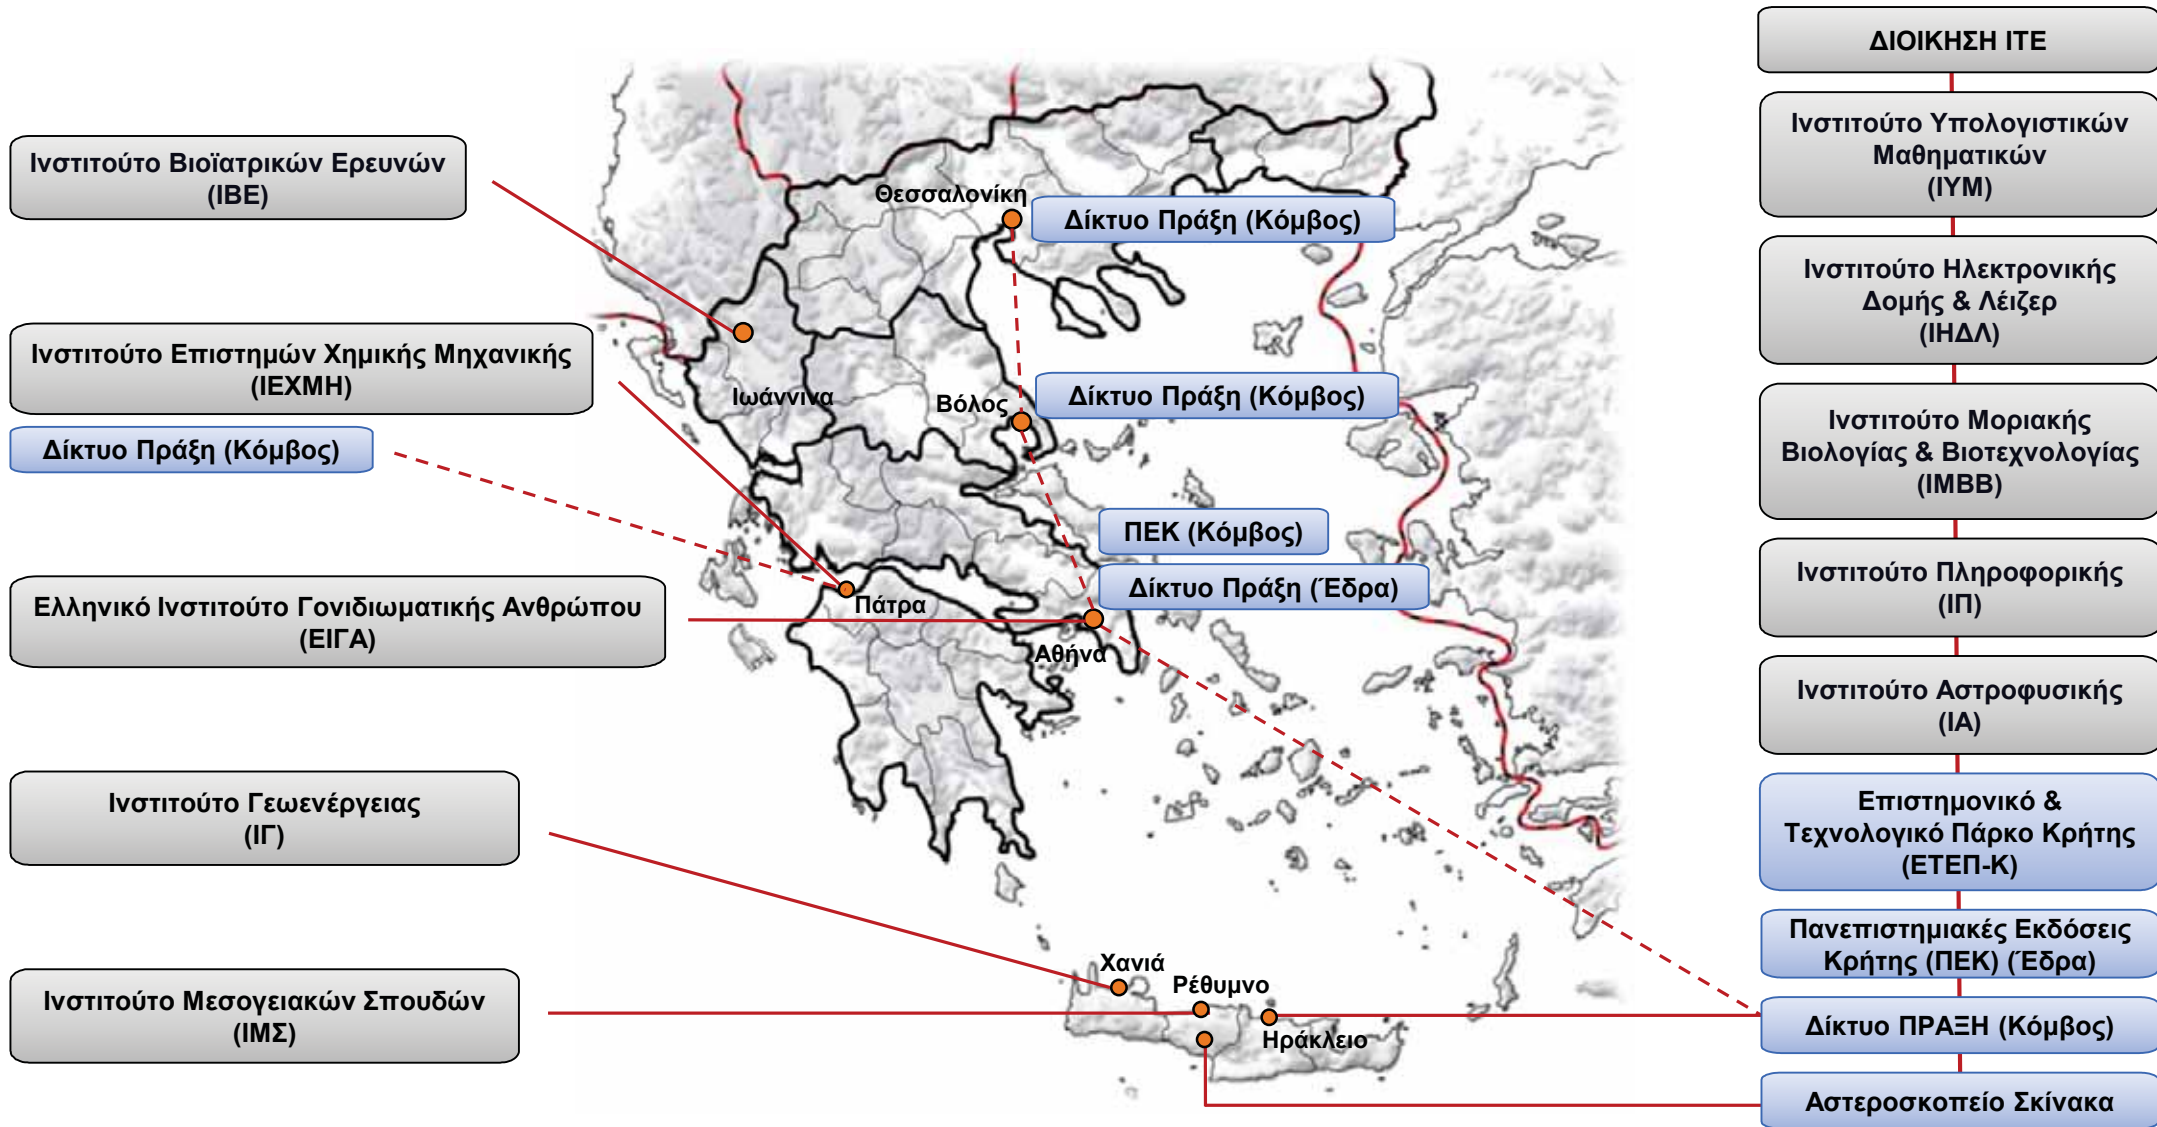 Ινστιτούτο Βιοϊατρικών Ερευνών
(ΙΒΕ)
Ινστιτούτο Επιστημών Χημικής Μηχανικής
(ΙΕΧΜΗ)
Δίκτυο Πράξη (Κόμβος)
Ελληνικό Ινστιτούτο Γονιδιωματικής Ανθρώπου
(ΕΙΓΑ)
Ινστιτούτο Γεωενέργειας
(ΙΓ)
Ινστιτούτο Μεσογειακών Σπουδών
(ΙΜΣ)
Θεσσαλονίκη
Δίκτυο Πράξη (Κόμβος)
Ιωάννινα
Βόλος
Δίκτυο Πράξη (Κόμβος)
ΠΕΚ (Κόμβος)
Δίκτυο Πράξη (Έδρα)
Πάτρα
Αθήνα
Χανιά
Ρέθυμνο
Ηράκλειο
ΔΙΟΙΚΗΣΗ ΙΤΕ
Ινστιτούτο Υπολογιστικών
Μαθηματικών
(ΙΥΜ)
Ινστιτούτο Ηλεκτρονικής
Δομής & Λέιζερ
(ΙΗΔΛ)
Ινστιτούτο Μοριακής
Βιολογίας & Βιοτεχνολογίας
(ΙΜΒΒ)
Ινστιτούτο Πληροφορικής
(ΙΠ)
Ινστιτούτο Αστροφυσικής
(ΙΑ)
Επιστημονικό &
Τεχνολογικό Πάρκο Κρήτης
(ΕΤΕΠ-Κ)
Πανεπιστημιακές Εκδόσεις
Κρήτης (ΠΕΚ) (Έδρα)
Δίκτυο ΠΡΑΞΗ (Κόμβος)
Αστεροσκοπείο Σκίνακα